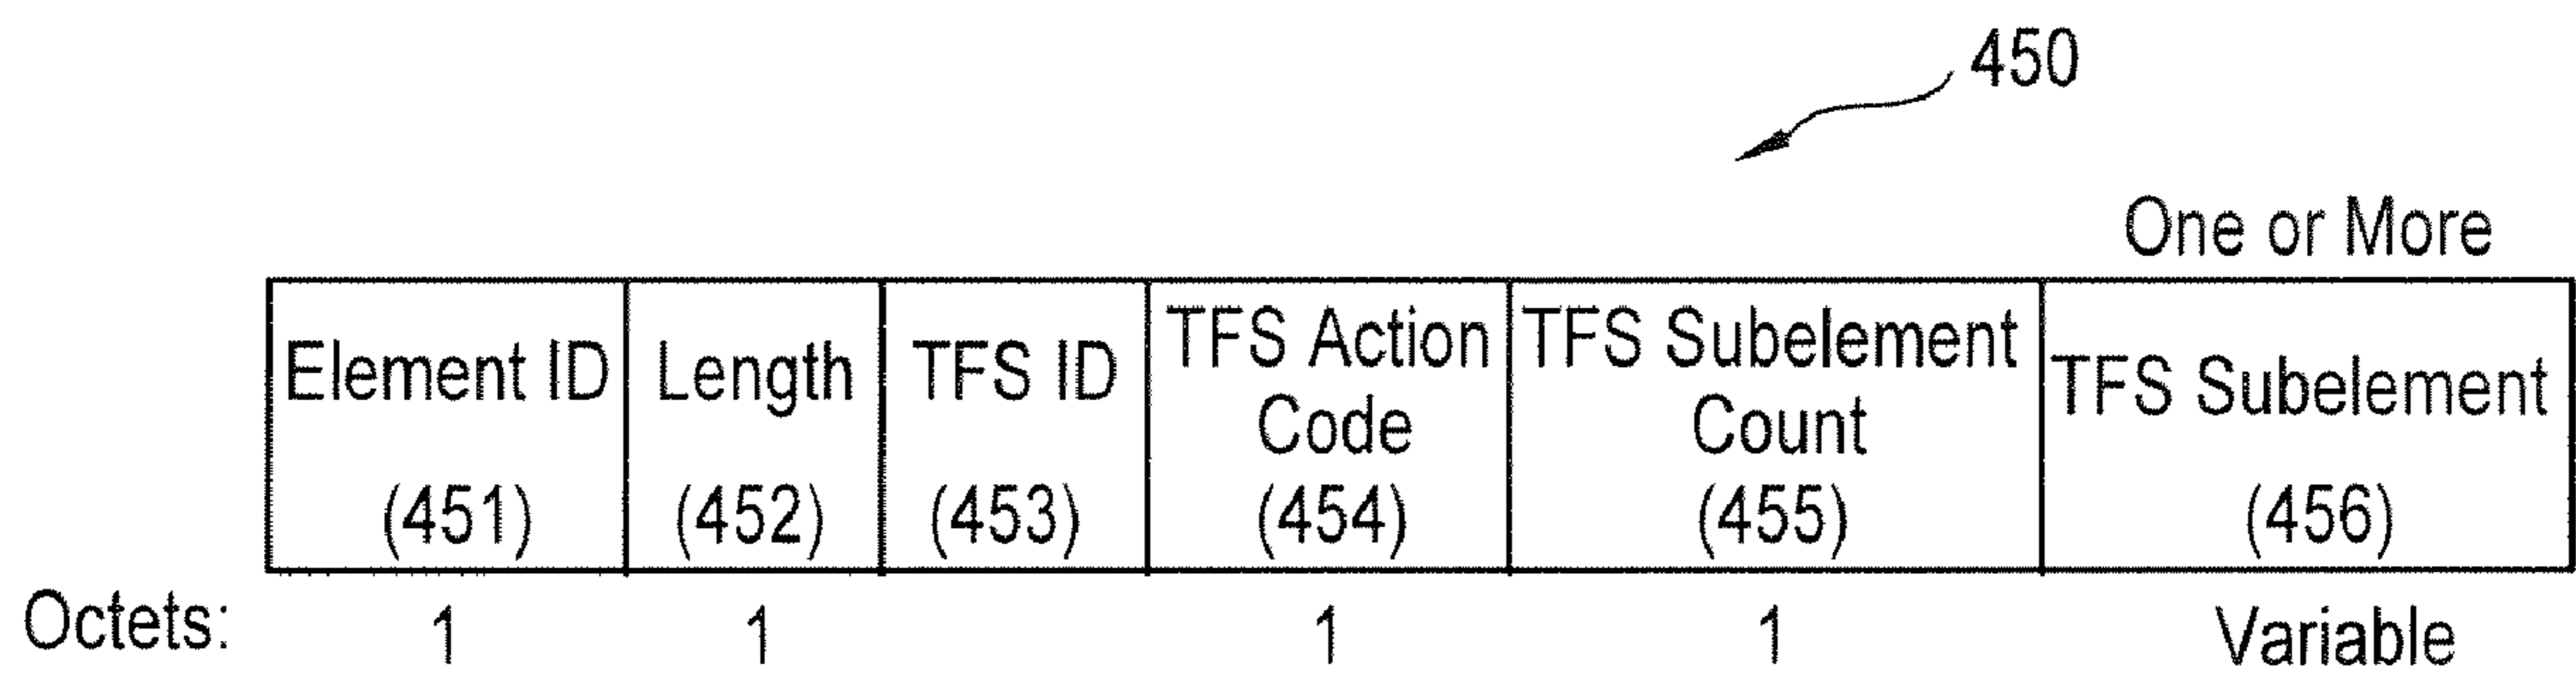 450
One or More
Element ID (451)
Length (452)
TFS ID (453)
TFS Action Code (454)
TFS Subelement Count (455)
TFS Subelement (456)
Octets: 1 1 1 1 Variable